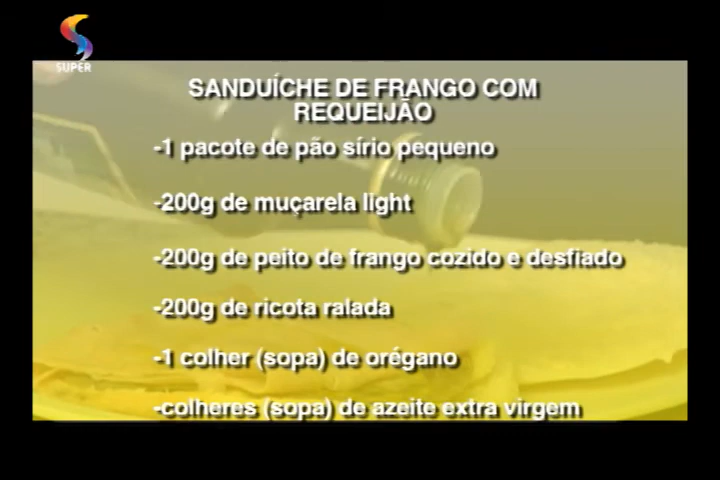 SUPER
SANDUÍCHE DE FRANGO COM
REQUEIJÃO
-1 pacote de pão sírio pequeno
-200g de muçarela light
-200g de peito de frango cozido e desfiado
-200g de ricota ralada
-1 colher (sopa) de orégano
-colheres (sopa) de azeite extra virgem